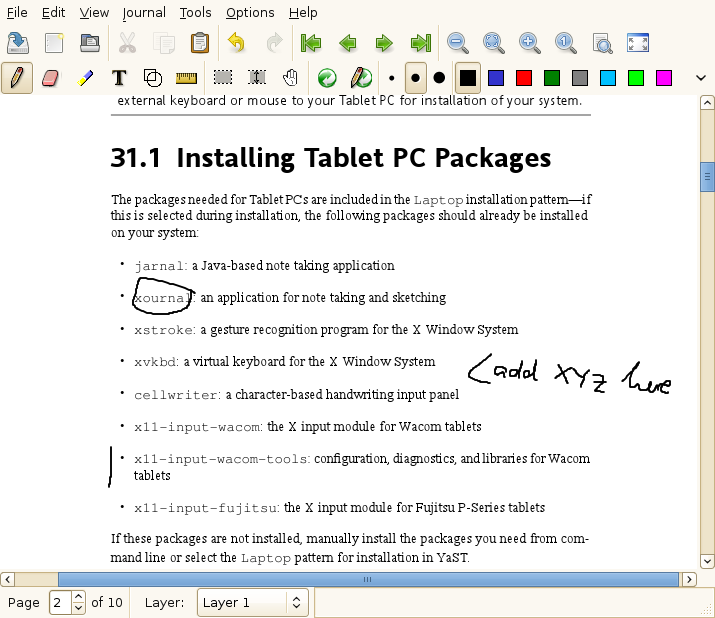 File Edit View Journal Tools Options Help
T
external keyboard or mouse to your Tablet PC for installation of your system.
31.1 Installing Tablet PC Packages
The packages needed for Tablet PCs are included in the Laptop installation pattern—if
this is selected during installation, the following packages should already be installed
on your system:
• jarnal: a Java-based note taking application
• xournal: an application for note taking and sketching
• xstroke: a gesture recognition program for the X Window System
• xvkbd: a virtual keyboard for the X Window System
<add XYZ here
• cellwriter: a character-based handwriting input panel
• x11-input-wacom: the X input module for Wacom tablets
• x11-input-wacom-tools: configuration, diagnostics, and libraries for Wacom
tablets
• x11-input-fujitsu: the X input module for Fujitsu P-Series tablets
If these packages are not installed, manually install the packages you need from com-
mand line or select the Laptop pattern for installation in YaST.
Page 2 of 10 Layer: Layer 1